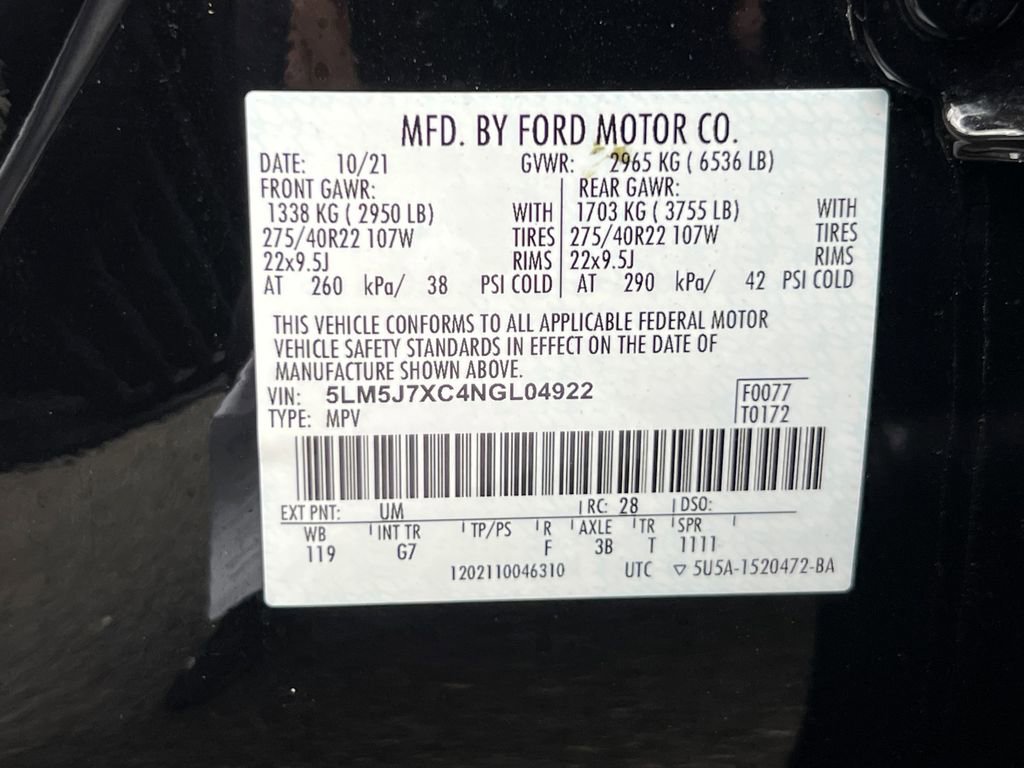 MFD. BY FORD MOTOR CO.
DATE: 10/21 GVWR: 2965 KG ( 6536 LB)
FRONT GAWR: REAR GAWR:
1338 KG ( 2950 LB) WITH 1703 KG ( 3755 LB) WITH
275/40R22 107W TIRES 275/40R22 107W TIRES
22x9.5J RIMS 22x9.5J RIMS
AT 260 kPa/ 38 PSI COLD AT 290 kPa/ 42 PSI COLD
THIS VEHICLE CONFORMS TO ALL APPLICABLE FEDERAL MOTOR
VEHICLE SAFETY STANDARDS IN EFFECT ON THE DATE OF
MANUFACTURE SHOWN ABOVE.
VIN: 5LM5J7XC4NGL04922 F0077
TYPE: MPV T0172
EXT PNT: UM RC: 28 DSO:
WB INT TR TP/PS R AXLE TR SPR
119 G7 F 3B T 1111
1202110046310 UTC ▽ 5U5A-1520472-BA